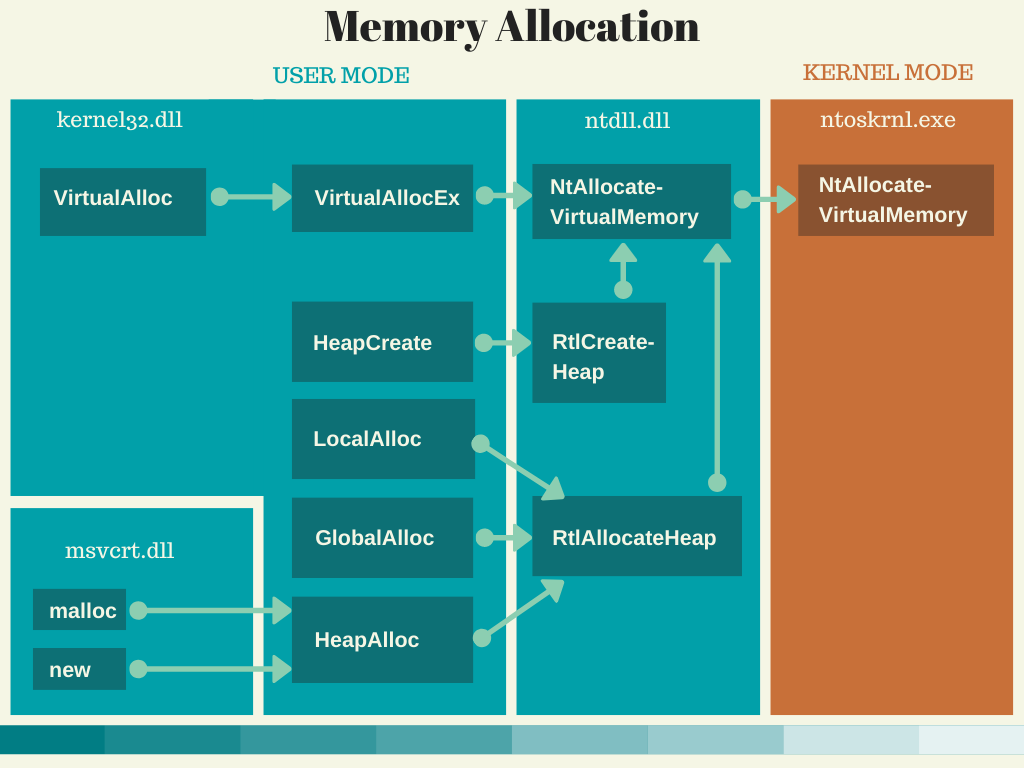 Memory Allocation
USER MODE
KERNEL MODE
kernel32.dll
ntdll.dll
ntoskrnl.exe
VirtualAlloc
VirtualAllocEx
NtAllocate-
VirtualMemory
NtAllocate-
VirtualMemory
HeapCreate
RtlCreate-
Heap
LocalAlloc
GlobalAlloc
RtlAllocateHeap
msvcrt.dll
malloc
new
HeapAlloc